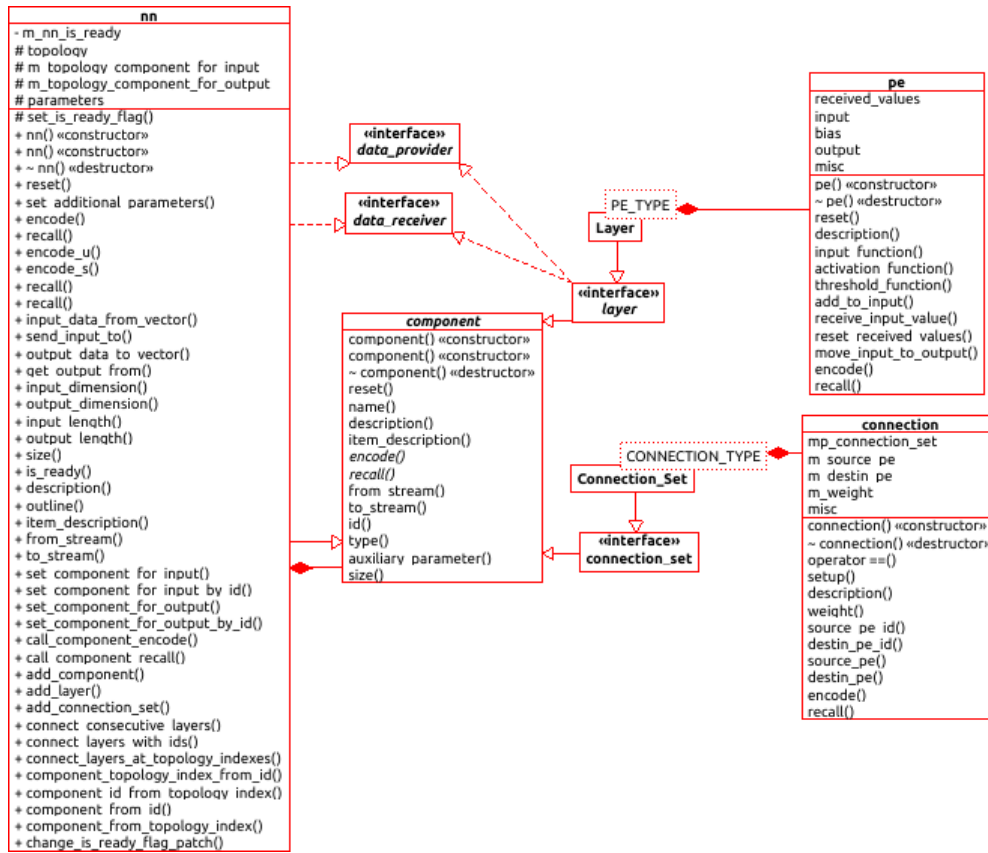 nn
- m_nn_is_ready
# topology
# m_topology_component_for_input
# m_topology_component_for_output
# parameters
# set_is_ready_flag()
+ nn() «constructor»
+ nn() «constructor»
+ ~ nn() «destructor»
+ reset()
+ set_additional_parameters()
+ encode()
+ recall()
+ encode_u()
+ encode_s()
+ recall()
+ recall()
+ input_data_from_vector()
+ send_input_to()
+ output_data_to_vector()
+ get_output_from()
+ input_dimension()
+ output_dimension()
+ input_length()
+ output_length()
+ size()
+ is_ready()
+ description()
+ outline()
+ item_description()
+ from_stream()
+ to_stream()
+ set_component_for_input()
+ set_component_for_input_by_id()
+ set_component_for_output()
+ set_component_for_output_by_id()
+ call_component_encode()
+ call_component_recall()
+ add_component()
+ add_layer()
+ add_connection_set()
+ connect_consecutive_layers()
+ connect_layers_with_ids()
+ connect_layers_at_topology_indexes()
+ component_topology_index_from_id()
+ component_id_from_topology_index()
+ component_from_id()
+ component_from_topology_index()
+ change_is_ready_flag_patch()
«interface»
data_provider
«interface»
data_receiver
component
component() «constructor»
component() «constructor»
~ component() «destructor»
reset()
name()
description()
item_description()
encode()
recall()
from_stream()
to_stream()
id()
type()
auxiliary_parameter()
size()
PE_TYPE
Layer
«interface»
layer
CONNECTION_TYPE
Connection_Set
«interface»
connection_set
pe
received_values
input
bias
output
misc
pe() «constructor»
~ pe() «destructor»
reset()
description()
input_function()
activation_function()
threshold_function()
add_to_input()
receive_input_value()
reset_received_values()
move_input_to_output()
encode()
recall()
connection
mp_connection_set
m_source_pe
m_destin_pe
m_weight
misc
connection() «constructor»
~ connection() «destructor»
operator ==()
setup()
description()
weight()
source_pe_id()
destin_pe_id()
source_pe()
destin_pe()
encode()
recall()